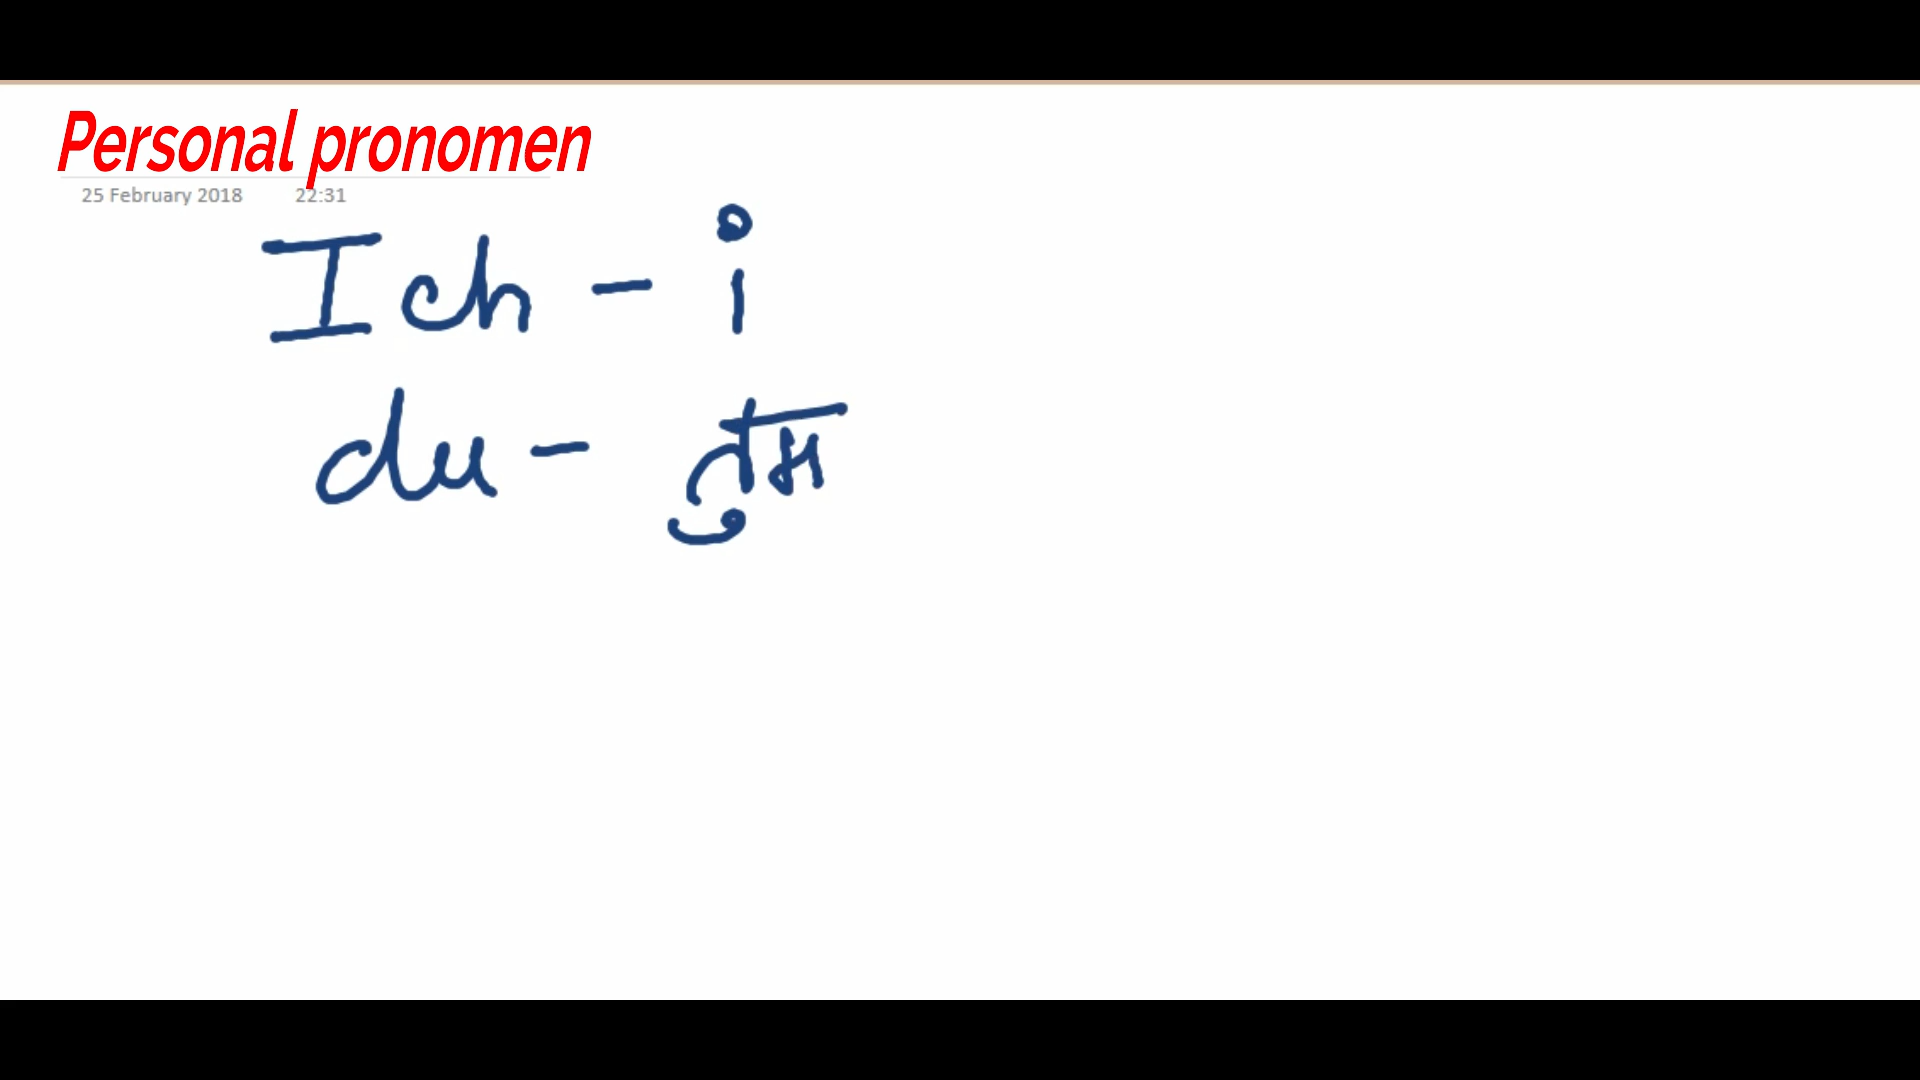 Personal pronomen
25 February 2018 22:31
Ich - i
du - तुम